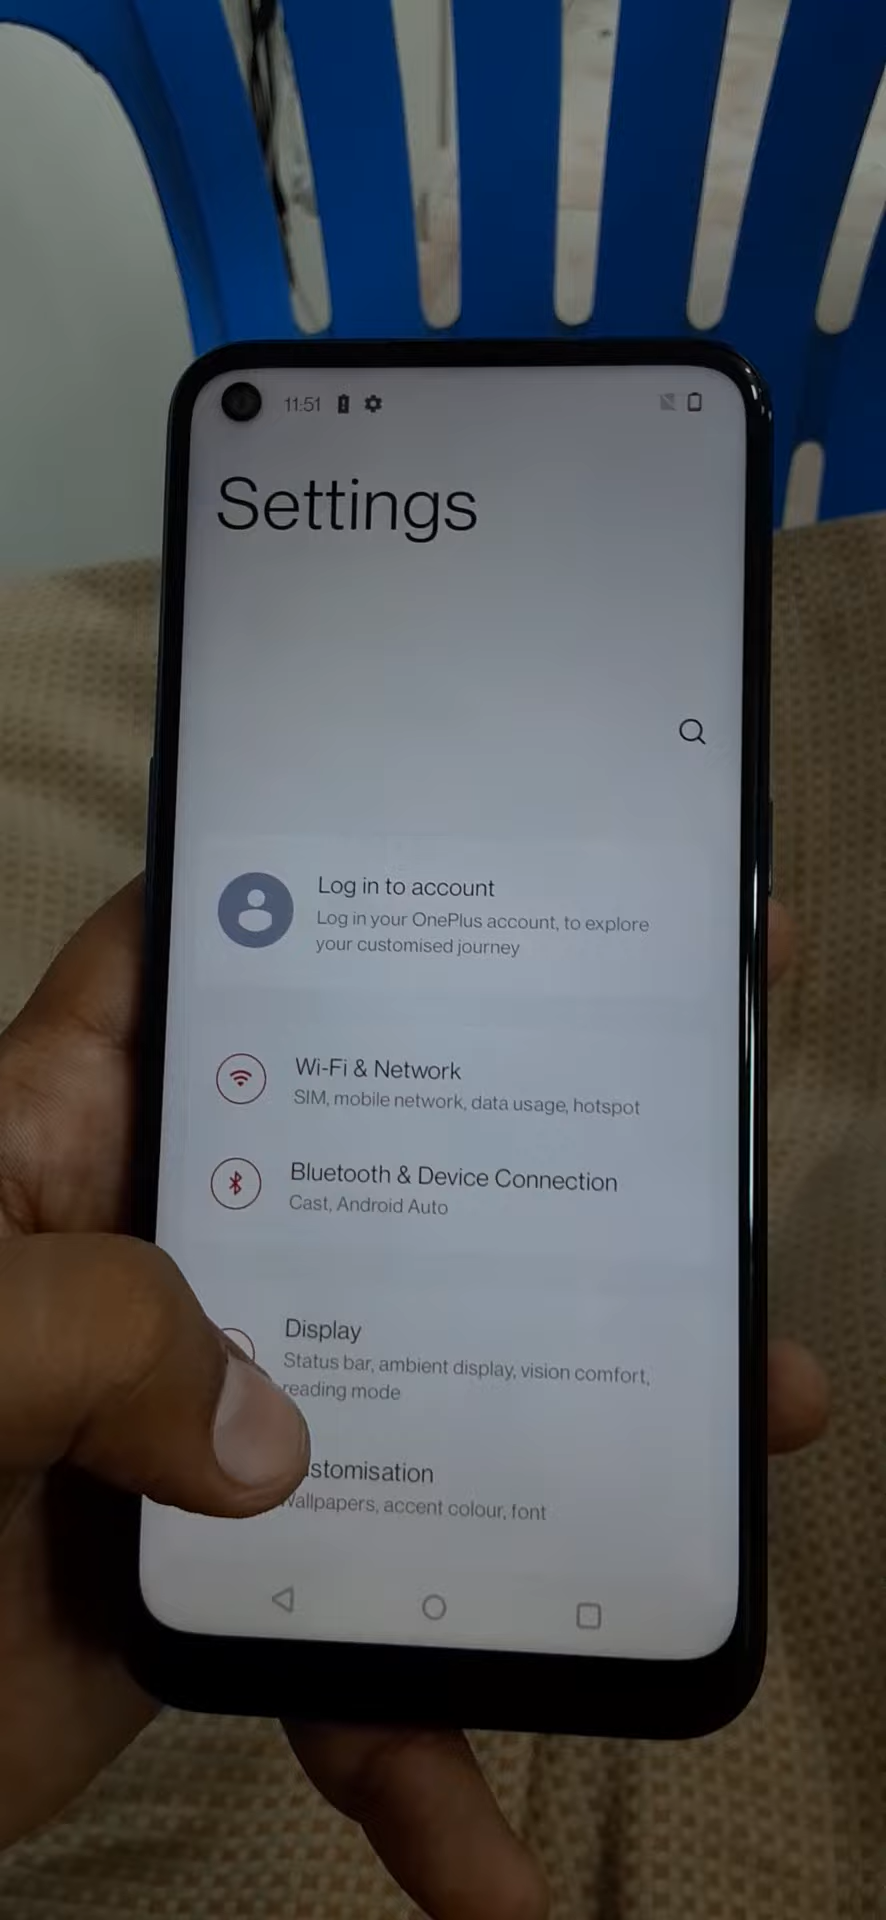 11:51
Settings
Log in to account
Log in your OnePlus account, to explore
your customised journey
Wi-Fi & Network
SIM, mobile network, data usage, hotspot
Bluetooth & Device Connection
Cast, Android Auto
Display
Status bar, ambient display, vision comfort,
reading mode
stomisation
Wallpapers, accent colour, font